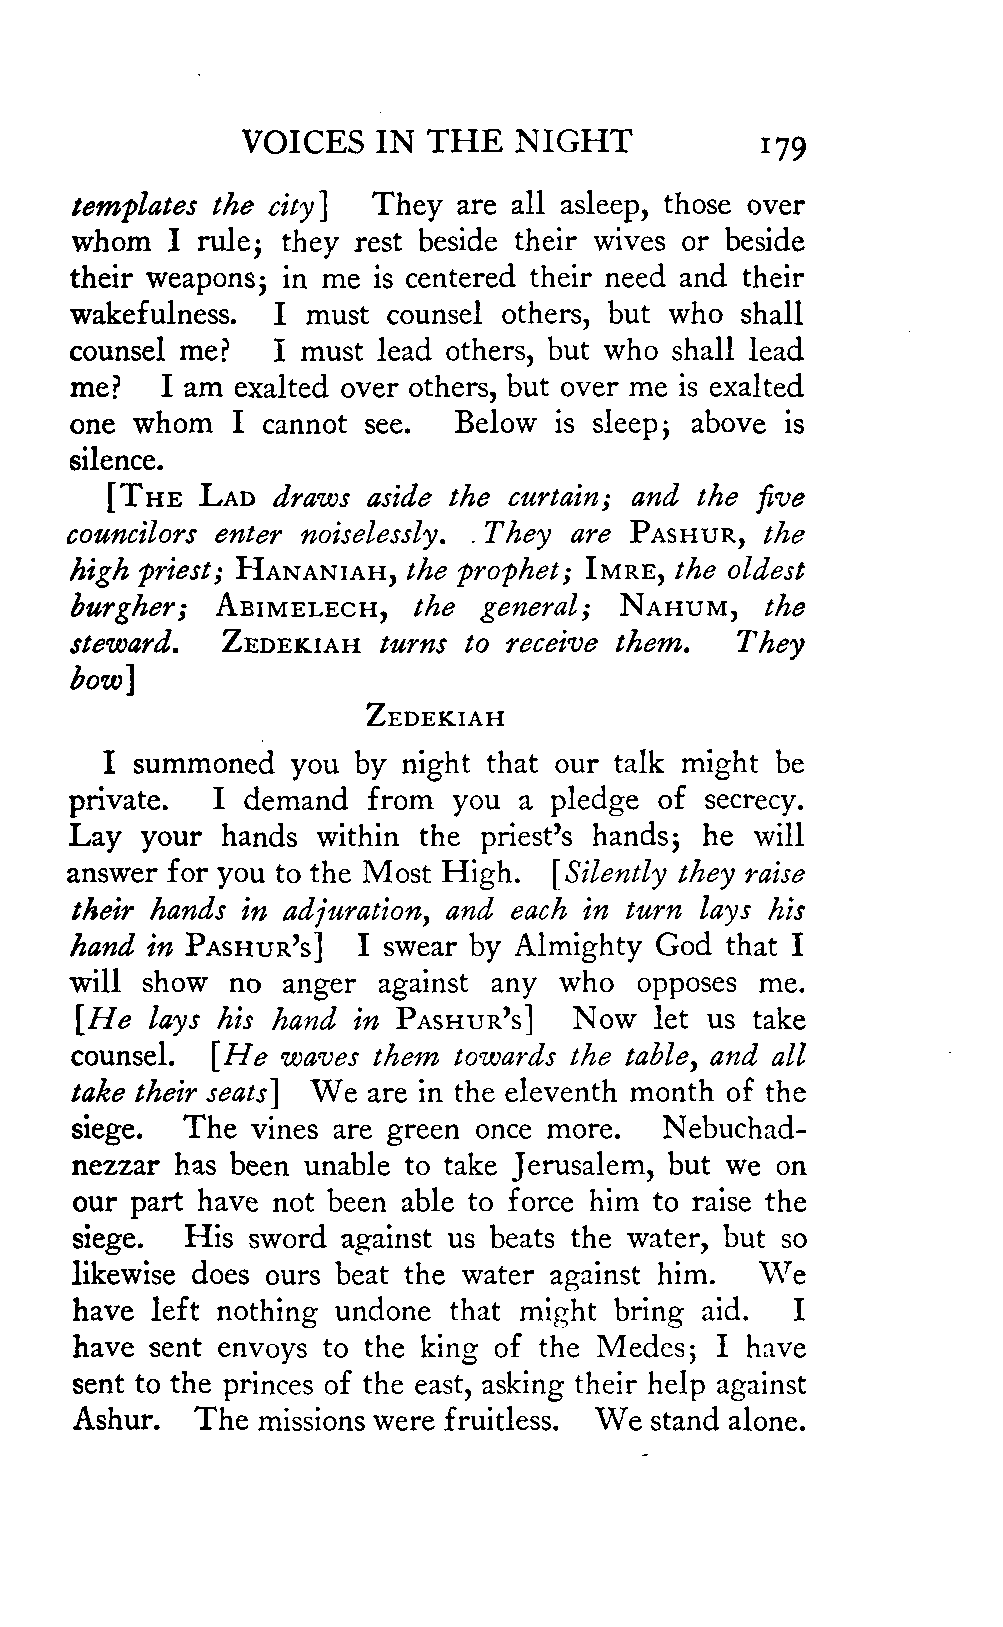 VOICES IN THE NIGHT 179
templates the city] They are all asleep, those over
whom I rule; they rest beside their wives or beside
their weapons; in me is centered their need and their
wakefulness. I must counsel others, but who shall
counsel me? I must lead others, but who shall lead
me? I am exalted over others, but over me is exalted
one whom I cannot see. Below is sleep; above is
silence.
[THE LAD draws aside the curtain; and the five
councilors enter noiselessly. They are PASHUR, the
high priest; HANANIAH, the prophet; IMRE, the oldest
burgher; ABIMELECH, the general; NAHUM, the
steward. ZEDEKIAH turns to receive them. They
bow]
ZEDEKIAH
I summoned you by night that our talk might be
private. I demand from you a pledge of secrecy.
Lay your hands within the priest's hands; he will
answer for you to the Most High. [Silently they raise
their hands in adjuration, and each in turn lays his
hand in PASHUR's] I swear by Almighty God that I
will show no anger against any who opposes me.
[He lays his hand in PASHUR's] Now let us take
counsel. [He waves them towards the table, and all
take their seats] We are in the eleventh month of the
siege. The vines are green once more. Nebuchad-
nezzar has been unable to take Jerusalem, but we on
our part have not been able to force him to raise the
siege. His sword against us beats the water, but so
likewise does ours beat the water against him. We
have left nothing undone that might bring aid. I
have sent envoys to the king of the Medes; I have
sent to the princes of the east, asking their help against
Ashur. The missions were fruitless. We stand alone.